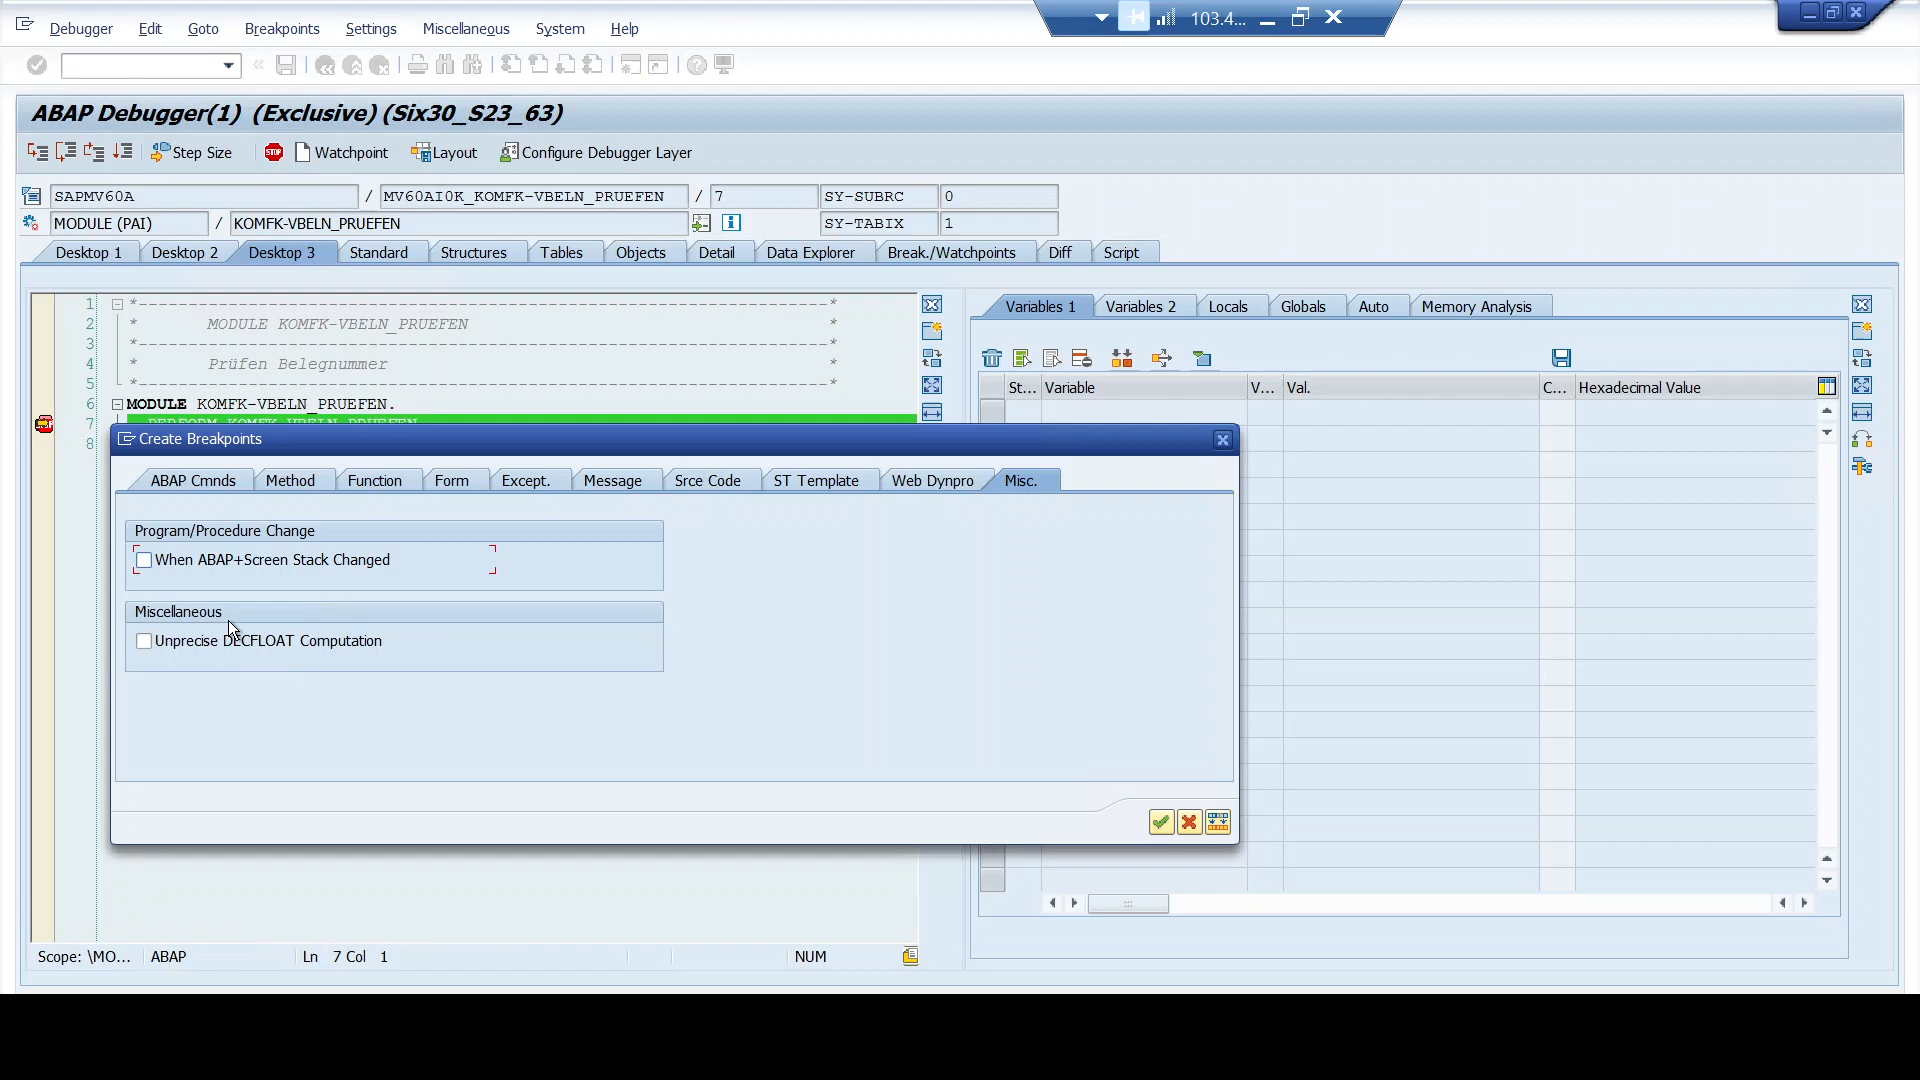 Debugger Edit Goto Breakpoints Settings Miscellaneous System Help
103.4...
ABAP Debugger(1) (Exclusive) (Six30_S23_63)
Step Size STOP Watchpoint Layout Configure Debugger Layer
SAPMV60A / MV60AI0K_KOMFK-VBELN_PRUEFEN / 7 SY-SUBRC 0
MODULE (PAI) / KOMFK-VBELN_PRUEFEN SY-TABIX 1
Desktop 1 Desktop 2 Desktop 3 Standard Structures Tables Objects Detail Data Explorer Break./Watchpoints Diff Script
1 *----------------------------------------------------------------------*
2 * MODULE KOMFK-VBELN_PRUEFEN *
3 *----------------------------------------------------------------------*
4 * Prüfen Belegnummer *
5 *----------------------------------------------------------------------*
6 MODULE KOMFK-VBELN_PRUEFEN.
7 PERFORM KOMFK-VBELN_PRUEFEN.
8
Variables 1 Variables 2 Locals Globals Auto Memory Analysis
St... Variable V... Val. C... Hexadecimal Value
Create Breakpoints
ABAP Cmnds Method Function Form Except. Message Srce Code ST Template Web Dynpro Misc.
Program/Procedure Change
When ABAP+Screen Stack Changed
Miscellaneous
Unprecise DECFLOAT Computation
Scope: \MO... ABAP Ln 7 Col 1 NUM